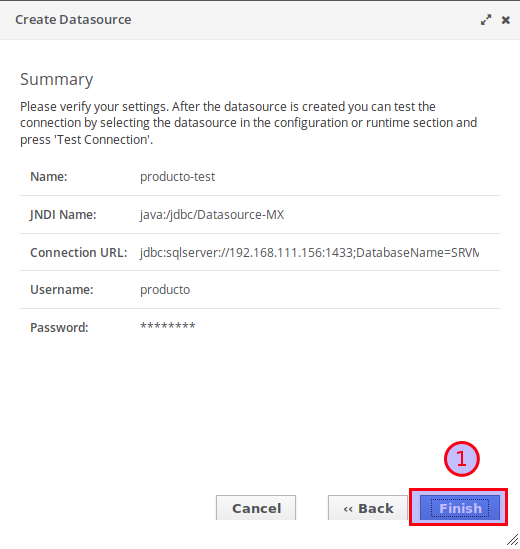 Create Datasource
Summary
Please verify your settings. After the datasource is created you can test the
connection by selecting the datasource in the configuration or runtime section and
press 'Test Connection'.
Name: producto-test
JNDI Name: java:/jdbc/Datasource-MX
Connection URL: jdbc:sqlserver://192.168.111.156:1433;DatabaseName=SRVM
Username: producto
Password: ********
1
Cancel ‹‹ Back Finish